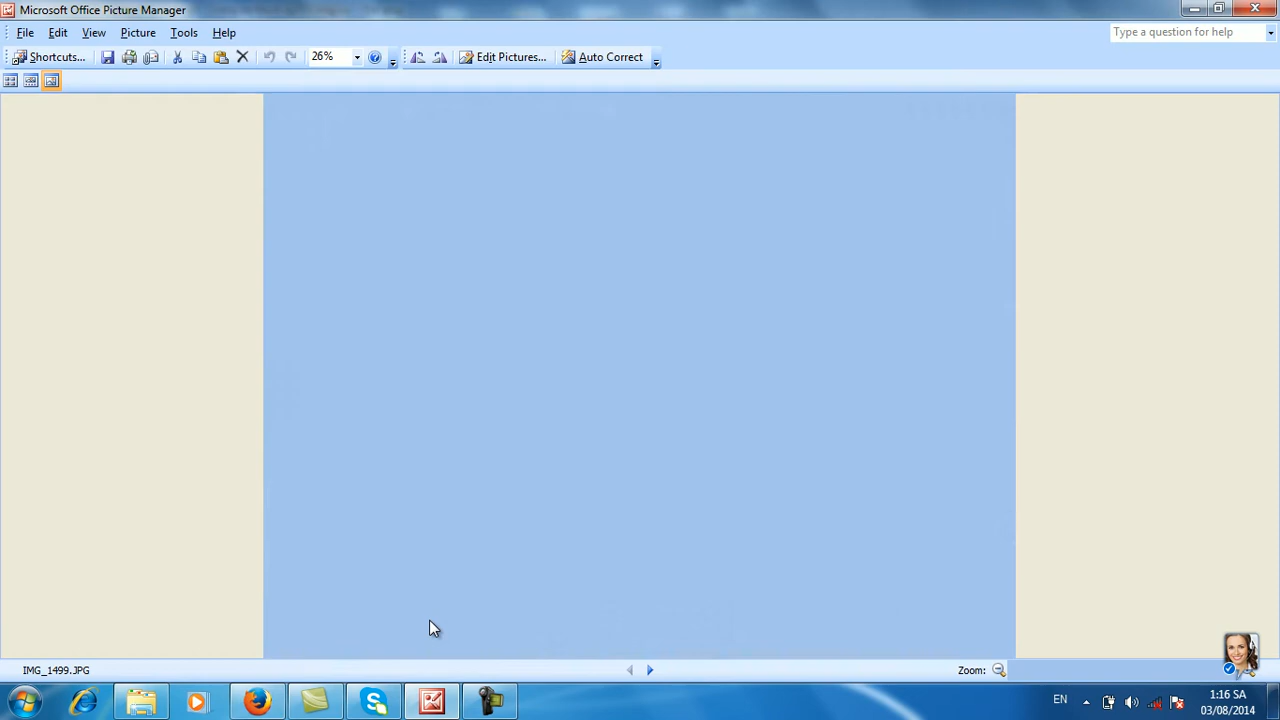 Microsoft Office Picture Manager
File Edit View Picture Tools Help
Type a question for help
Shortcuts... 26% Edit Pictures... Auto Correct
IMG_1499.JPG
Zoom:
EN
1:16 SA
03/08/2014